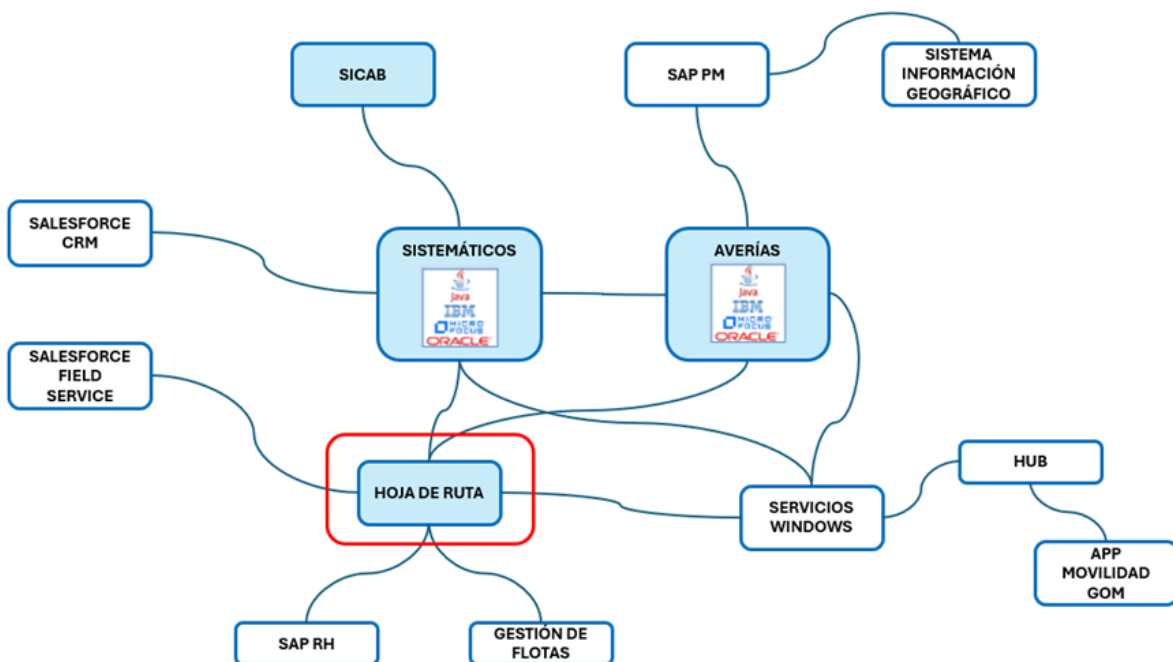 SICAB
SAP PM
SISTEMA
INFORMACIÓN
GEOGRÁFICO
SALESFORCE
CRM
SISTEMÁTICOS
Java
IBM
MICRO
FOCUS
ORACLE
AVERÍAS
Java
IBM
MICRO
FOCUS
ORACLE
SALESFORCE
FIELD
SERVICE
HOJA DE RUTA
SERVICIOS
WINDOWS
HUB
APP
MOVILIDAD
GOM
SAP RH
GESTIÓN DE
FLOTAS